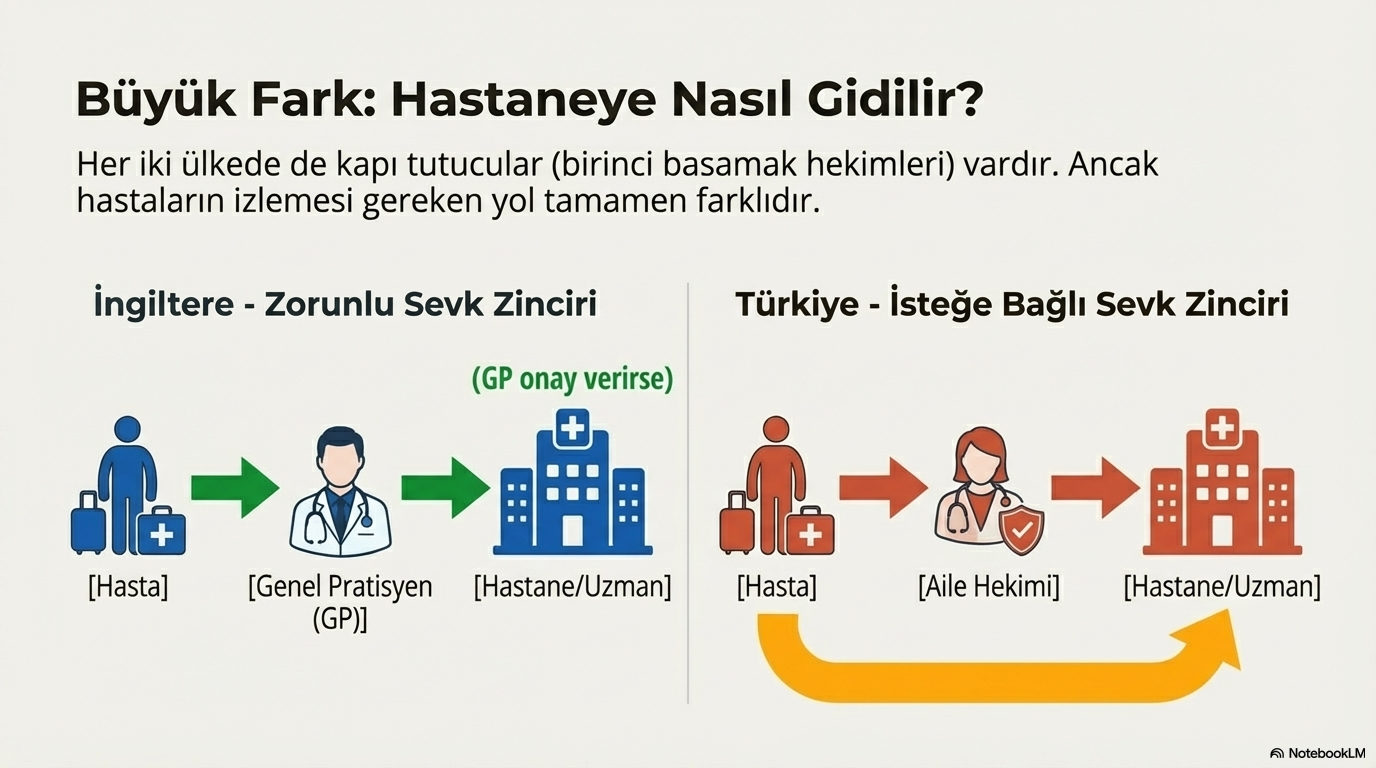 Büyük Fark: Hastaneye Nasıl Gidilir?
Her iki ülkede de kapı tutucular (birinci basamak hekimleri) vardır. Ancak
hastaların izlemesi gereken yol tamamen farklıdır.
İngiltere - Zorunlu Sevk Zinciri
(GP onay verirse)
[Hasta]
[Genel Pratisyen
(GP)]
[Hastane/Uzman]
Türkiye - İsteğe Bağlı Sevk Zinciri
[Hasta]
[Aile Hekimi]
[Hastane/Uzman]
NotebookLM